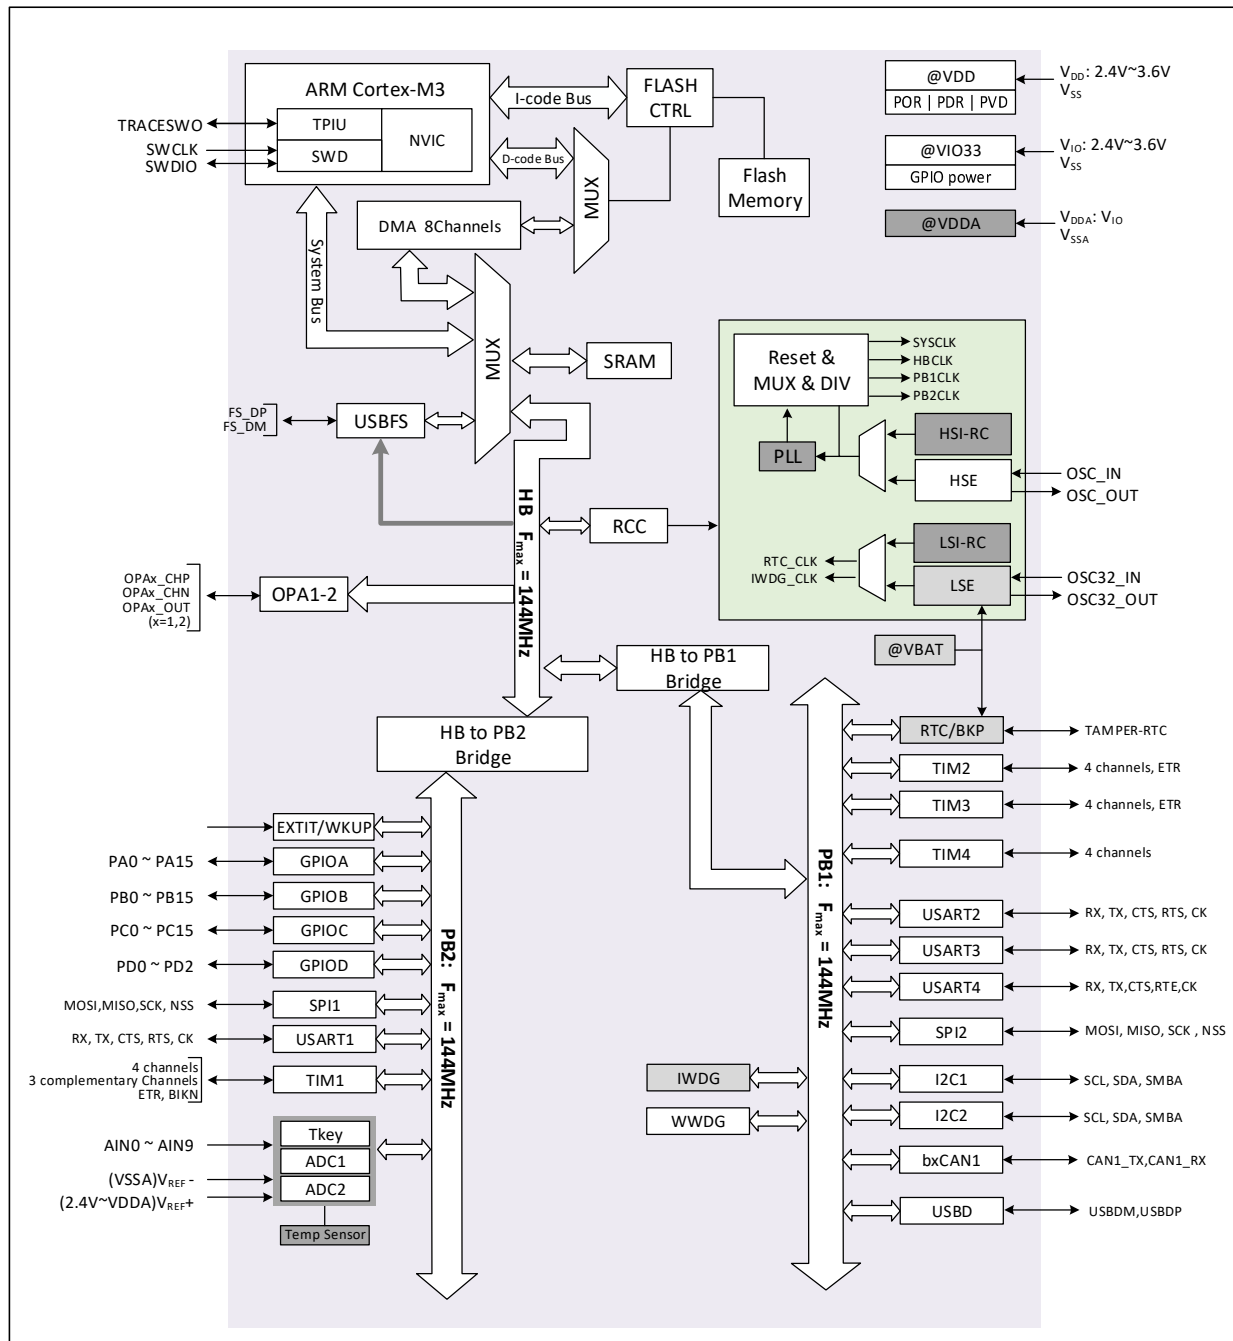 ARM Cortex-M3
TPIU
SWD
NVIC
TRACESWO
SWCLK
SWDIO
I-code Bus
D-code Bus
FLASH
CTRL
MUX
Flash
Memory
@VDD
POR | PDR | PVD
VDD: 2.4V~3.6V
VSS
@VIO33
GPIO power
VIO: 2.4V~3.6V
VSS
@VDDA
VDDA: VIO
VSSA
DMA 8Channels
System Bus
MUX
SRAM
FS_DP
FS_DM
USBFS
Reset &
MUX & DIV
SYSCLK
HBCLK
PB1CLK
PB2CLK
PLL
HSI-RC
HSE
OSC_IN
OSC_OUT
HB Fmax = 144MHz
RCC
RTC_CLK
IWDG_CLK
LSI-RC
LSE
OSC32_IN
OSC32_OUT
OPAx_CHP
OPAx_CHN
OPAx_OUT
(x=1,2)
OPA1-2
@VBAT
HB to PB1
Bridge
HB to PB2
Bridge
EXTIT/WKUP
PA0 ~ PA15
GPIOA
PB0 ~ PB15
GPIOB
PC0 ~ PC15
GPIOC
PD0 ~ PD2
GPIOD
MOSI,MISO,SCK, NSS
SPI1
RX, TX, CTS, RTS, CK
USART1
4 channels
3 complementary Channels
ETR, BIKN
TIM1
AIN0 ~ AIN9
(VSSA)VREF -
(2.4V~VDDA)VREF+
Tkey
ADC1
ADC2
Temp Sensor
PB2: Fmax = 144MHz
IWDG
WWDG
PB1: Fmax = 144MHz
RTC/BKP
TAMPER-RTC
TIM2
4 channels, ETR
TIM3
4 channels, ETR
TIM4
4 channels
USART2
RX, TX, CTS, RTS, CK
USART3
RX, TX, CTS, RTS, CK
USART4
RX, TX,CTS,RTE,CK
SPI2
MOSI, MISO, SCK , NSS
I2C1
SCL, SDA, SMBA
I2C2
SCL, SDA, SMBA
bxCAN1
CAN1_TX,CAN1_RX
USBD
USBDM,USBDP